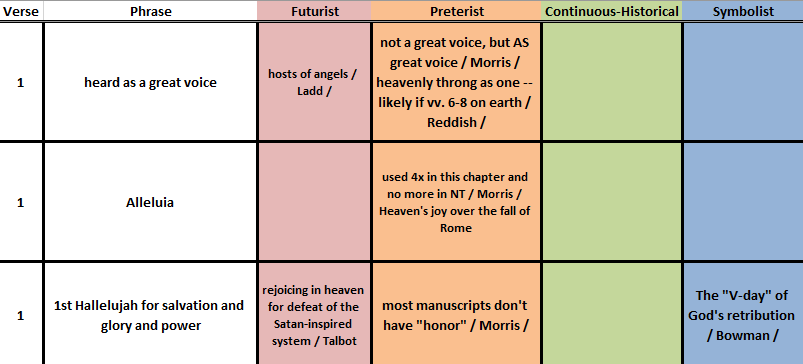 Verse Phrase Futurist Preterist Continuous-Historical Symbolist
1
heard as a great voice
hosts of angels /
Ladd /
not a great voice, but AS
great voice / Morris /
heavenly throng as one --
likely if vv. 6-8 on earth /
Reddish /
1
Alleluia
used 4x in this chapter and
no more in NT / Morris /
Heaven's joy over the fall of
Rome
1
1st Hallelujah for salvation and
glory and power
rejoicing in heaven
for defeat of the
Satan-inspired
system / Talbot
most manuscripts don't
have "honor" / Morris /
The "V-day" of
God's retribution
/ Bowman /